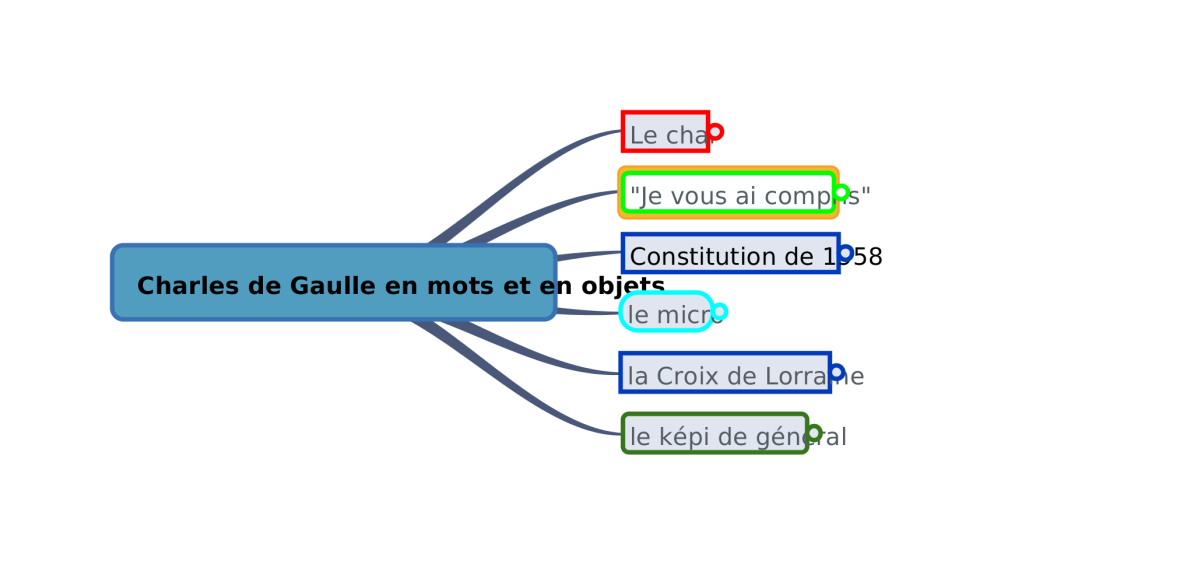 Le char
"Je vous ai compris"
Constitution de 1958
Charles de Gaulle en mots et en objets
le micro
la Croix de Lorraine
le képi de général